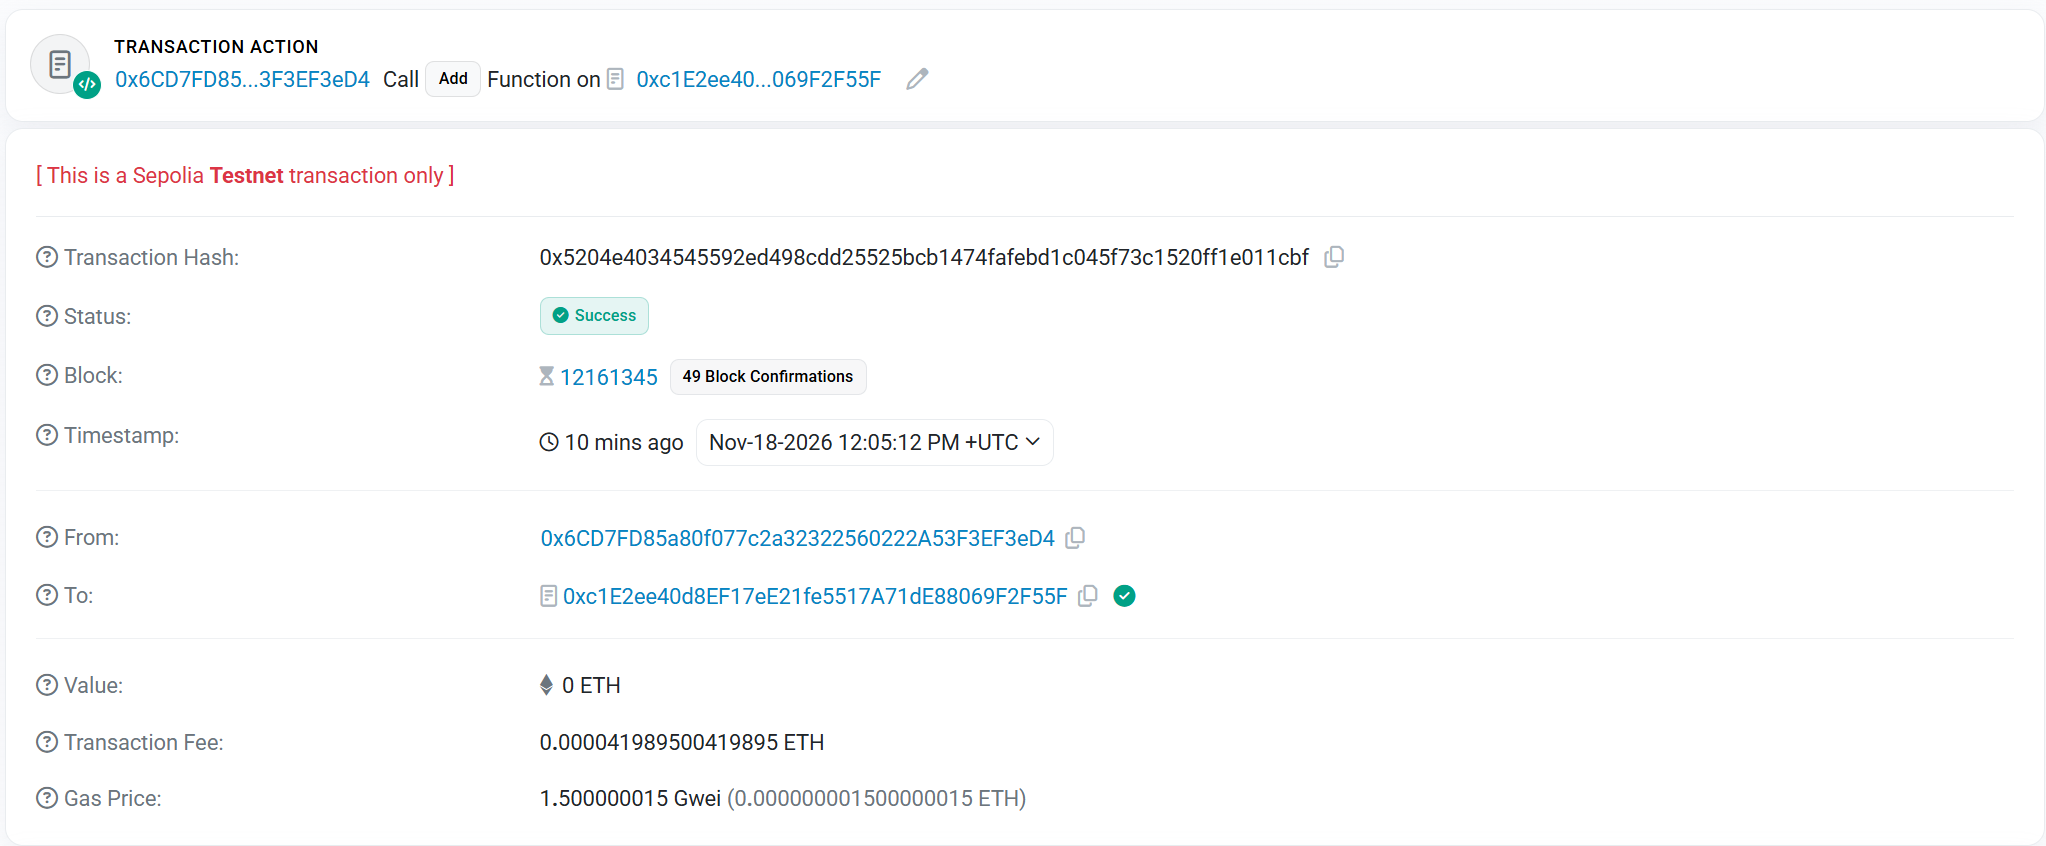 TRANSACTION ACTION
0x6CD7FD85...3F3EF3eD4 Call Add Function on 0xc1E2ee40...069F2F55F
[ This is a Sepolia Testnet transaction only ]
Transaction Hash: 0x5204e4034545592ed498cdd25525bcb1474fafebd1c045f73c1520ff1e011cbf
Status: Success
Block: 12161345 49 Block Confirmations
Timestamp: 10 mins ago Nov-18-2026 12:05:12 PM +UTC
From: 0x6CD7FD85a80f077c2a32322560222A53F3EF3eD4
To: 0xc1E2ee40d8EF17eE21fe5517A71dE88069F2F55F
Value: 0 ETH
Transaction Fee: 0.000041989500419895 ETH
Gas Price: 1.500000015 Gwei (0.000000001500000015 ETH)